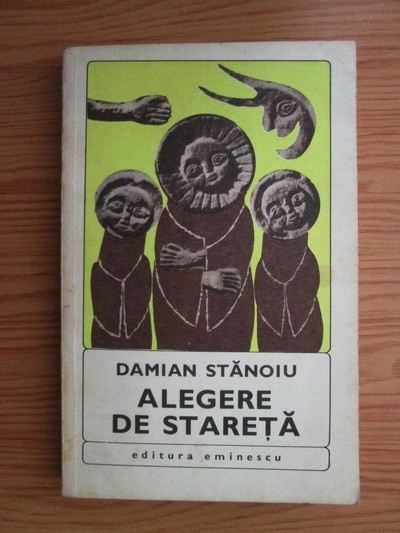 DAMIAN STĂNOIU
ALEGERE
DE STAREȚĂ
editura eminescu